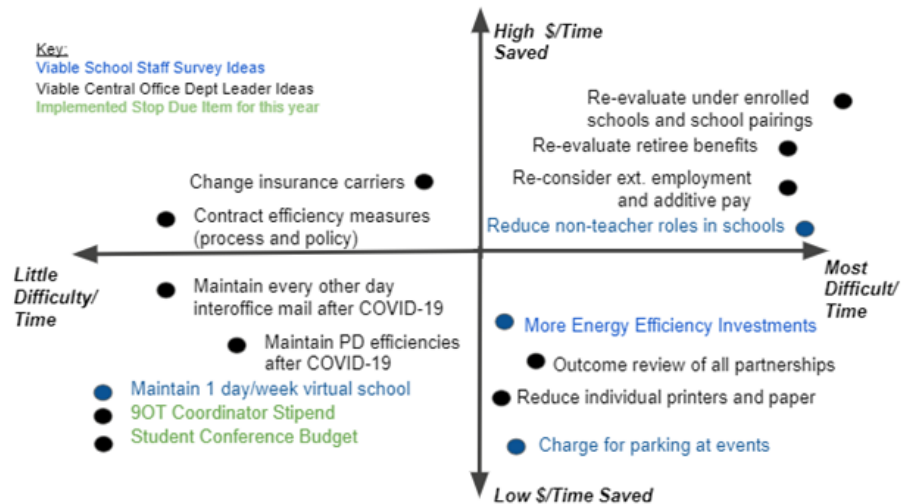 High $/Time
Saved
Key:
Viable School Staff Survey Ideas
Viable Central Office Dept Leader Ideas
Implemented Stop Due Item for this year
Re-evaluate under enrolled
schools and school pairings
Re-evaluate retiree benefits
Change insurance carriers
Re-consider ext. employment
and additive pay
Contract efficiency measures
(process and policy)
Reduce non-teacher roles in schools
Little
Difficulty/
Time
Most
Difficult/
Time
Maintain every other day
interoffice mail after COVID-19
More Energy Efficiency Investments
Maintain PD efficiencies
after COVID-19
Outcome review of all partnerships
Maintain 1 day/week virtual school
Reduce individual printers and paper
9OT Coordinator Stipend
Student Conference Budget
Charge for parking at events
Low $/Time Saved